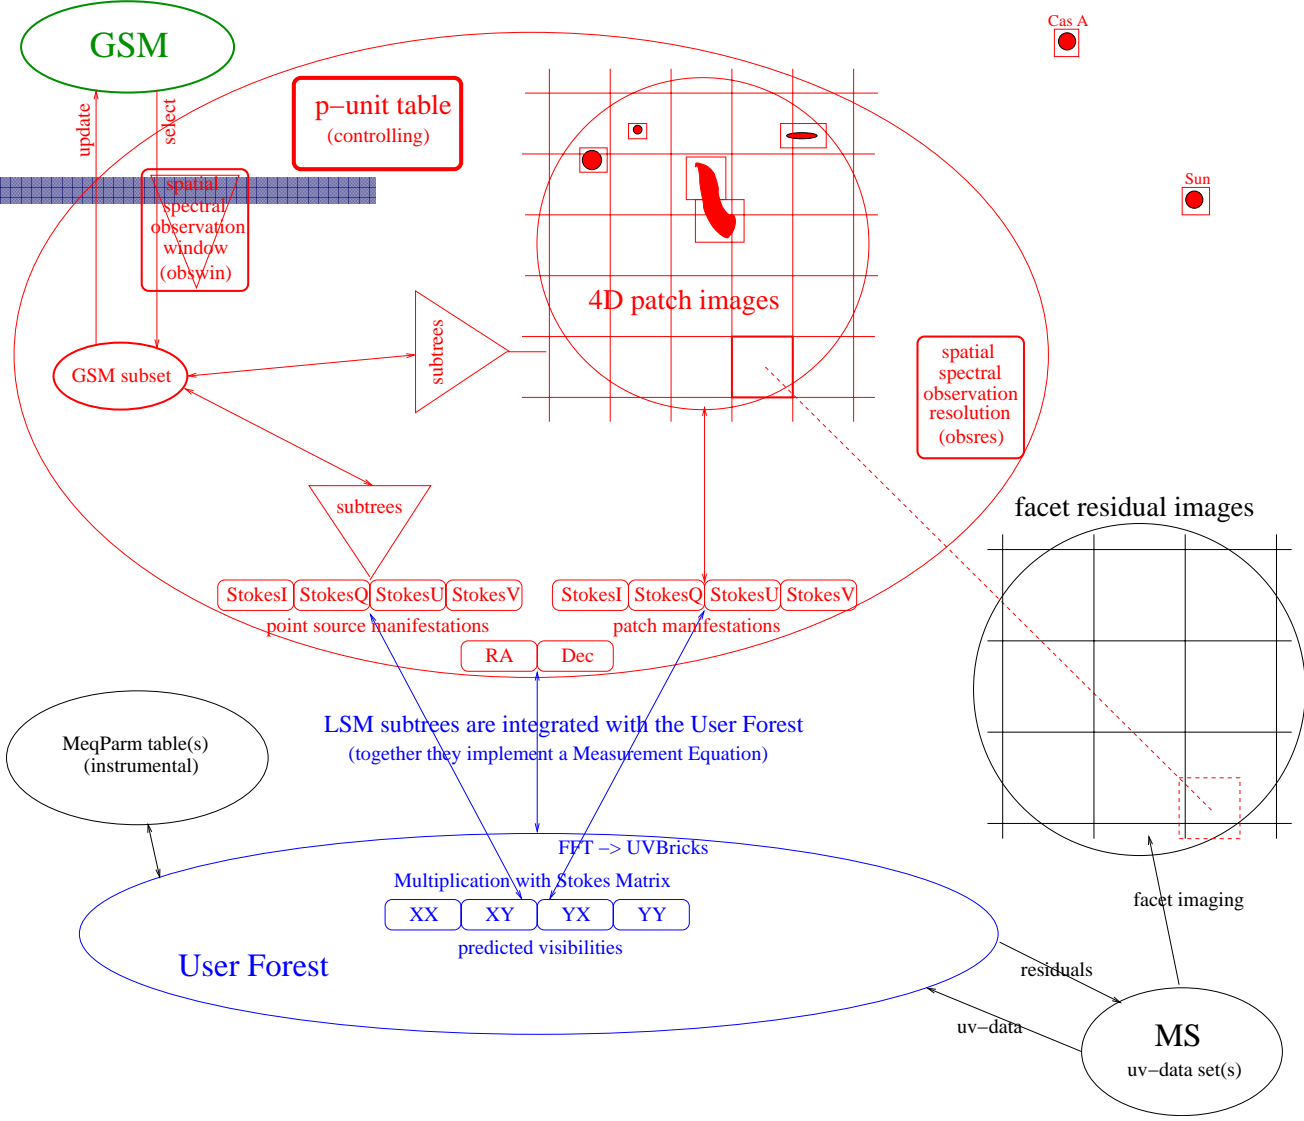 Cas A
GSM
p−unit table
(controlling)
update
select
Sun
spatial
spectral
observation
window
(obswin)
4D patch images
subtrees
GSM subset
spatial
spectral
observation
resolution
(obsres)
subtrees
facet residual images
StokesI StokesQ StokesU StokesV
point source manifestations
StokesI StokesQ StokesU StokesV
patch manifestations
RA Dec
LSM subtrees are integrated with the User Forest
(together they implement a Measurement Equation)
MeqParm table(s)
(instrumental)
FFT −> UVBricks
Multiplication with Stokes Matrix
XX XY YX YY
predicted visibilities
User Forest
facet imaging
residuals
uv−data
MS
uv−data set(s)